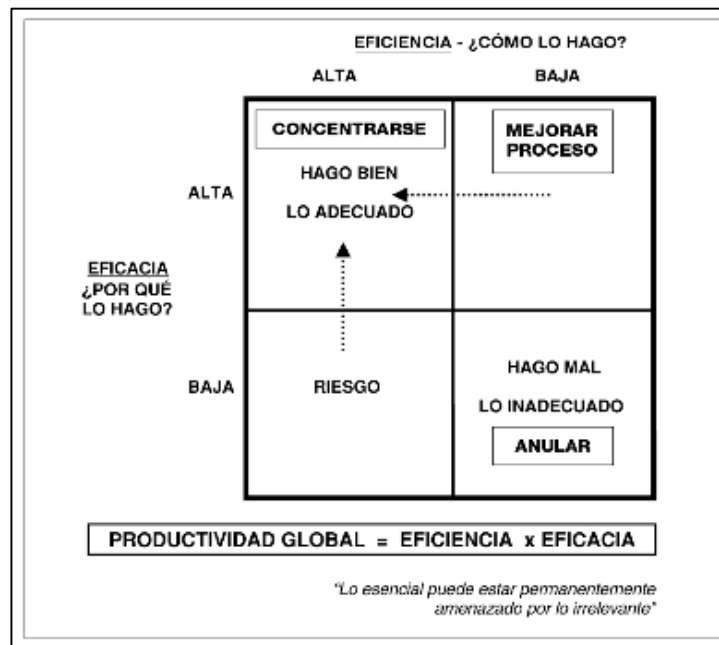 EFICIENCIA - ¿CÓMO LO HAGO?
ALTA
BAJA
CONCENTRARSE
HAGO BIEN
LO ADECUADO
MEJORAR
PROCESO
ALTA
EFICACIA
¿POR QUÉ
LO HAGO?
BAJA
RIESGO
HAGO MAL
LO INADECUADO
ANULAR
PRODUCTIVIDAD GLOBAL = EFICIENCIA x EFICACIA
"Lo esencial puede estar permanentemente
amenazado por lo irrelevante"